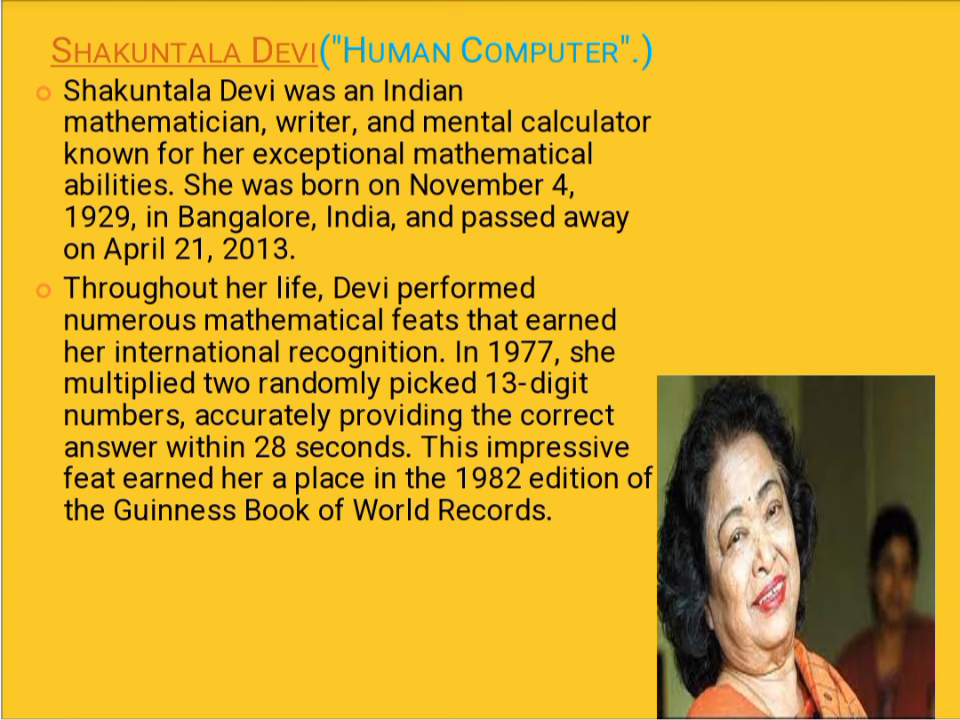 SHAKUNTALA DEVI("HUMAN COMPUTER".)
Shakuntala Devi was an Indian
mathematician, writer, and mental calculator
known for her exceptional mathematical
abilities. She was born on November 4,
1929, in Bangalore, India, and passed away
on April 21, 2013.
Throughout her life, Devi performed
numerous mathematical feats that earned
her international recognition. In 1977, she
multiplied two randomly picked 13-digit
numbers, accurately providing the correct
answer within 28 seconds. This impressive
feat earned her a place in the 1982 edition of
the Guinness Book of World Records.